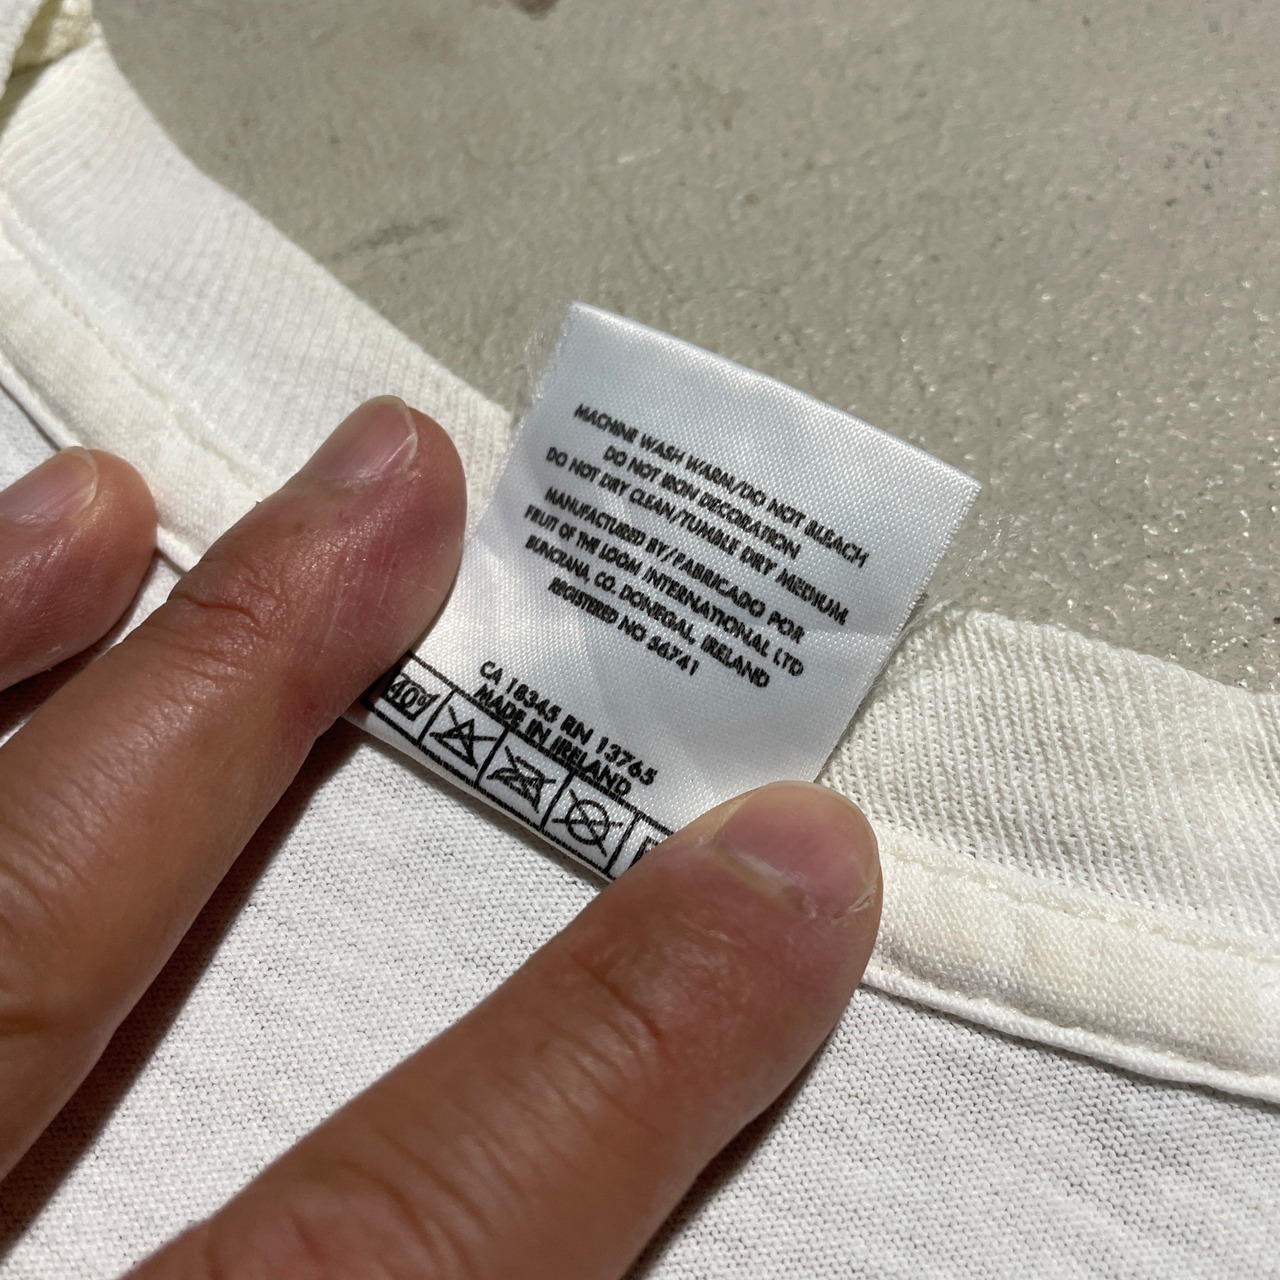 MACHINE WASH WARM/DO NOT BLEACH
DO NOT IRON DECORATION
DO NOT DRY CLEAN/TUMBLE DRY MEDIUM
MANUFACTURED BY/FABRICADO POR
FRUIT OF THE LOOM INTERNATIONAL LTD
BUNCRANA, CO. DONEGAL, IRELAND
REGISTERED NO 56741
CA 18345 RN 13765
MADE IN IRELAND
40°